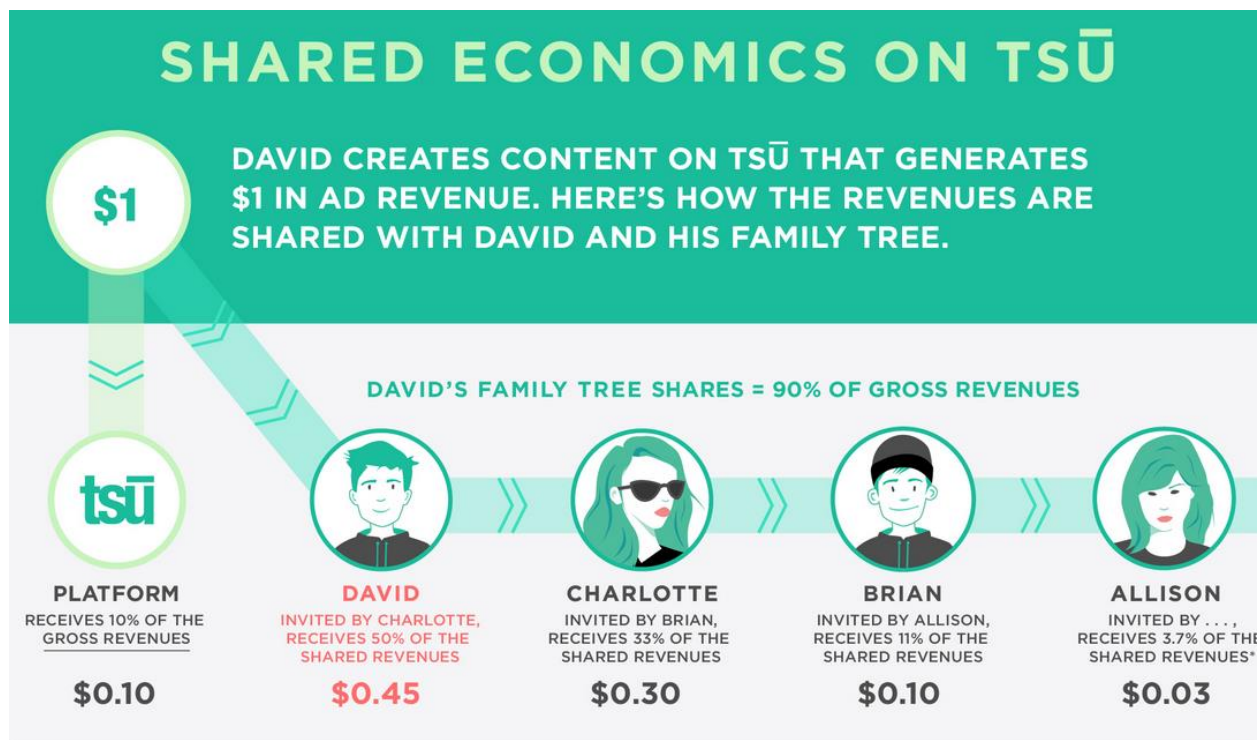 SHARED ECONOMICS ON TSŪ
$1
DAVID CREATES CONTENT ON TSŪ THAT GENERATES
$1 IN AD REVENUE. HERE'S HOW THE REVENUES ARE
SHARED WITH DAVID AND HIS FAMILY TREE.
DAVID'S FAMILY TREE SHARES = 90% OF GROSS REVENUES
tsū
PLATFORM
RECEIVES 10% OF THE
GROSS REVENUES
$0.10
DAVID
INVITED BY CHARLOTTE,
RECEIVES 50% OF THE
SHARED REVENUES
$0.45
CHARLOTTE
INVITED BY BRIAN,
RECEIVES 33% OF THE
SHARED REVENUES
$0.30
BRIAN
INVITED BY ALLISON,
RECEIVES 11% OF THE
SHARED REVENUES
$0.10
ALLISON
INVITED BY . . . ,
RECEIVES 3.7% OF THE
SHARED REVENUES*
$0.03